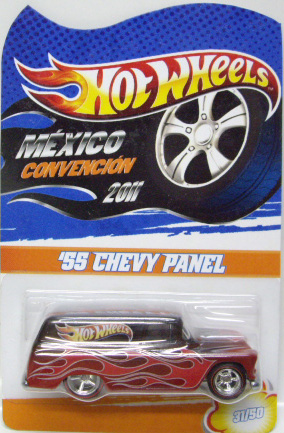 HOT WHEELS
MÉXICO
CONVENCIÓN
2011
'55 CHEVY PANEL
HOT WHEELS
31/50